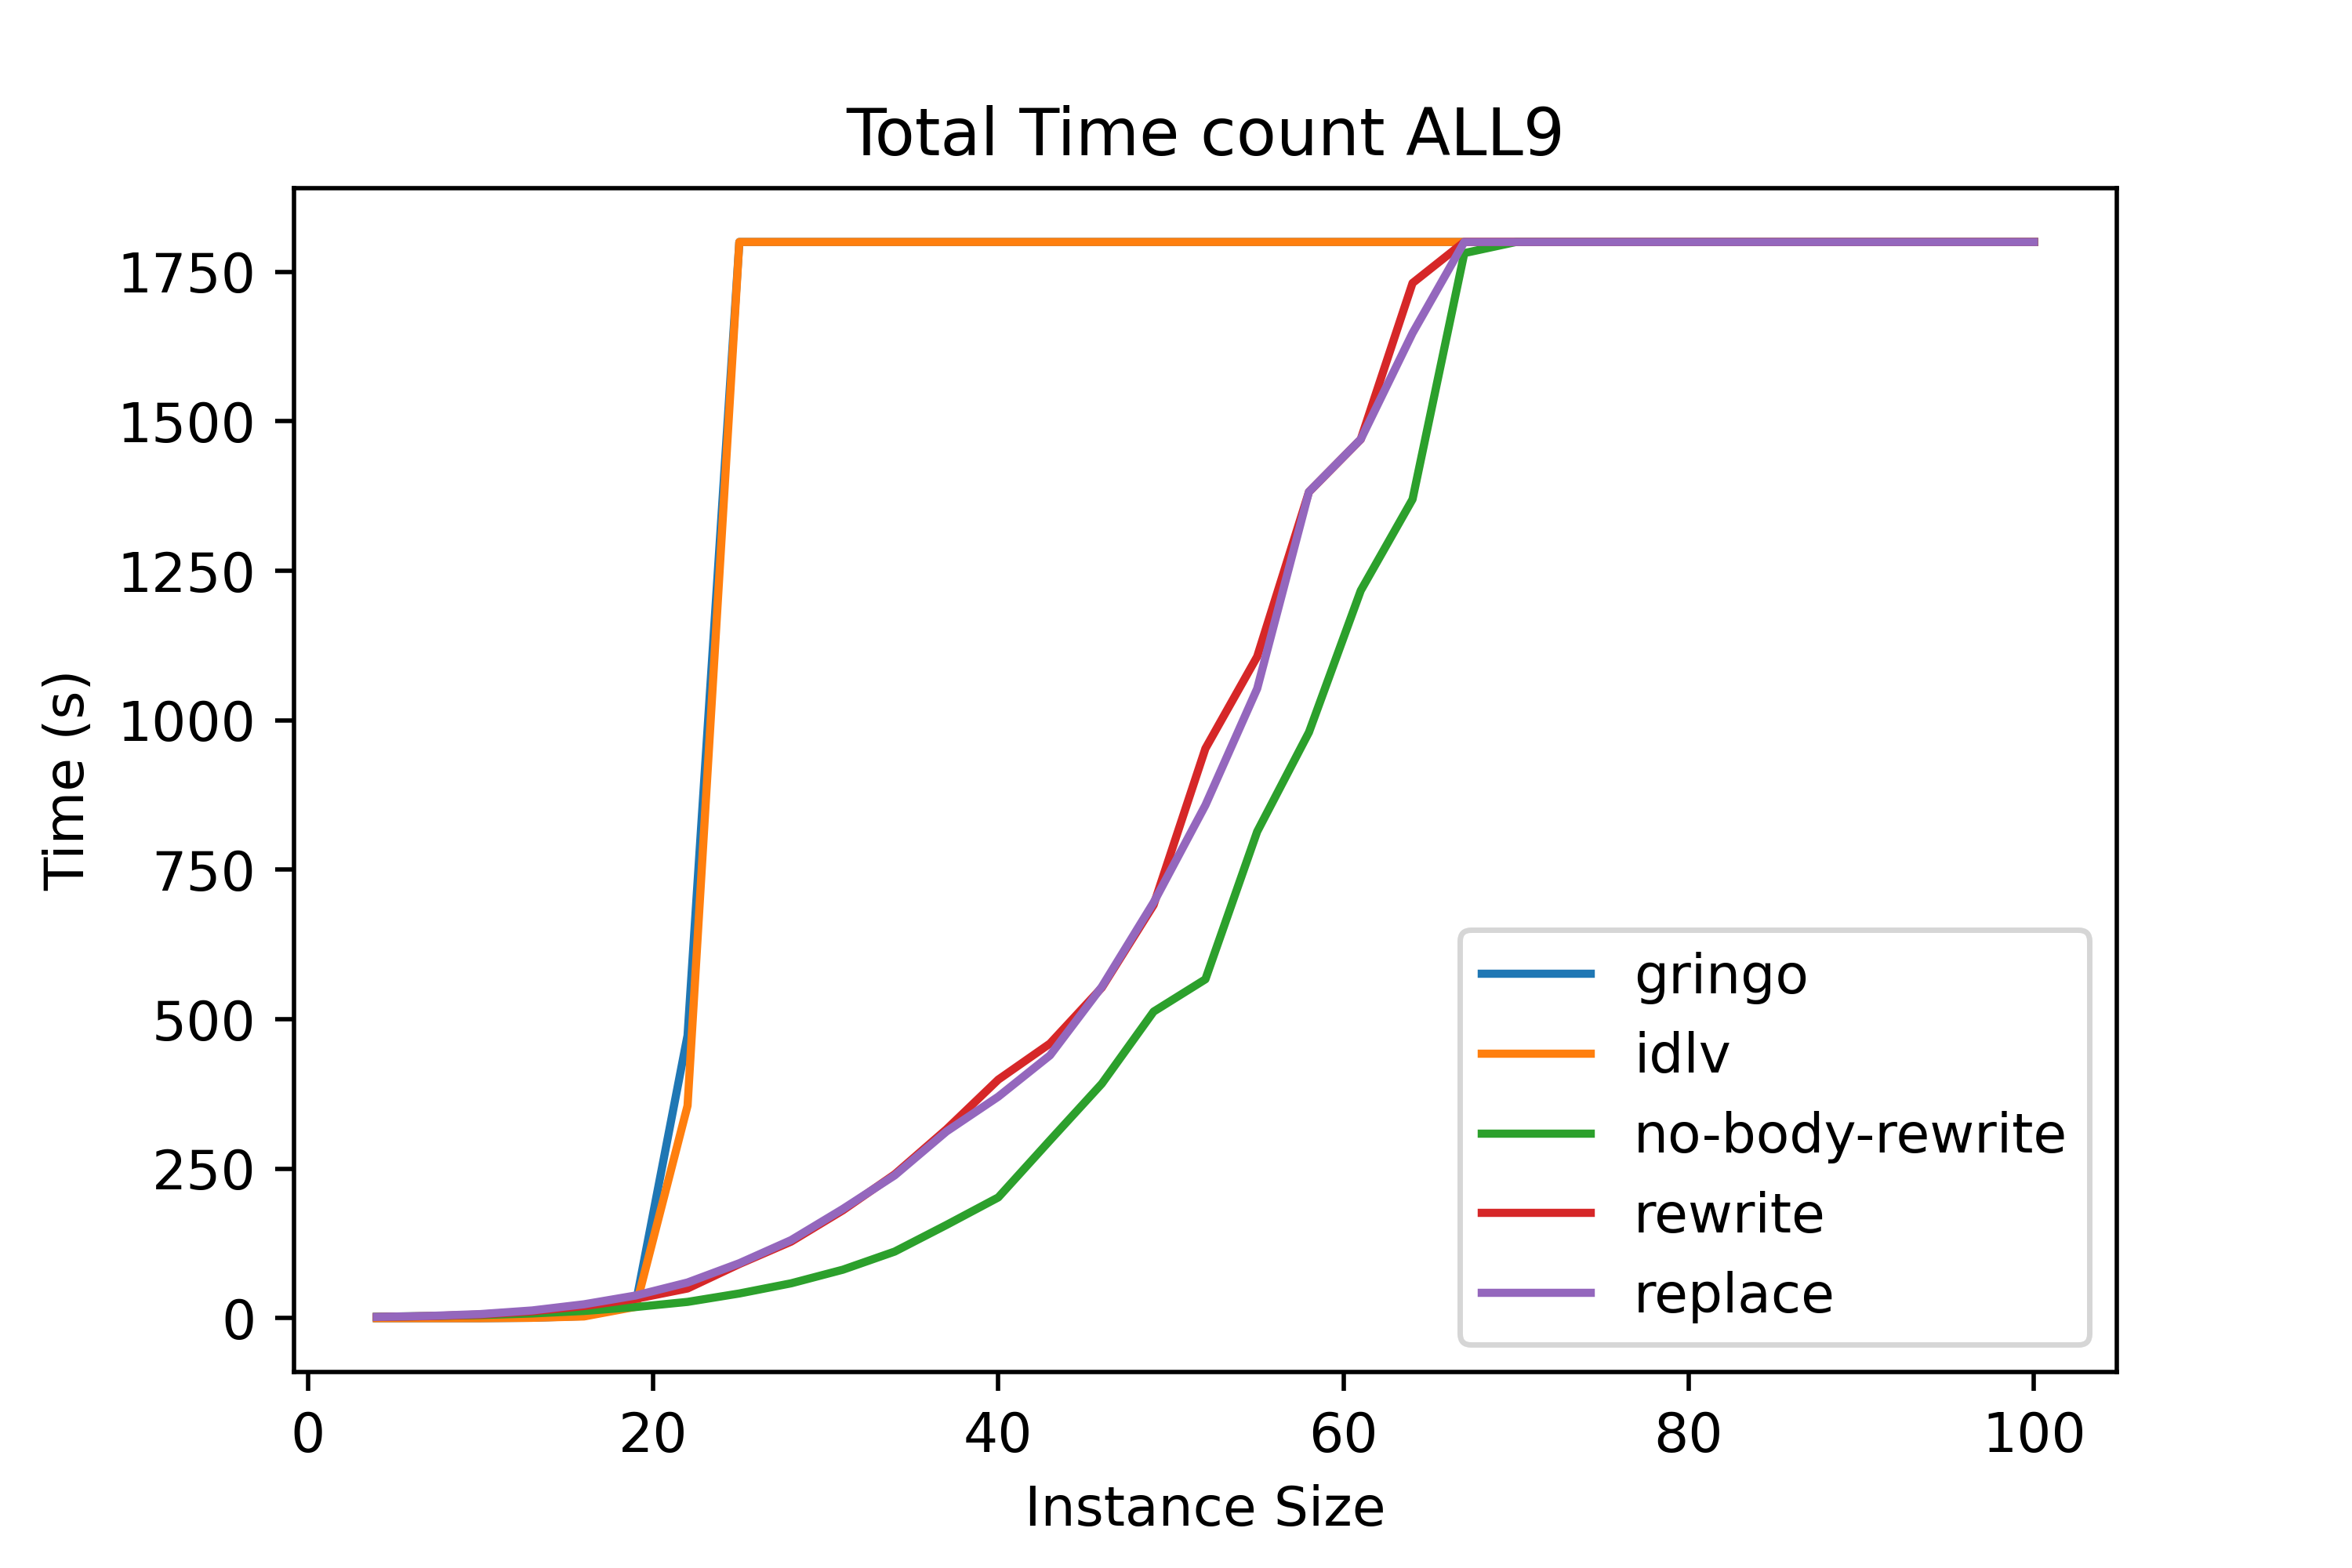 Total Time count ALL9
Time (s)
1750
1500
1250
1000
750
500
250
0
0 20 40 60 80 100
Instance Size
gringo
idlv
no-body-rewrite
rewrite
replace